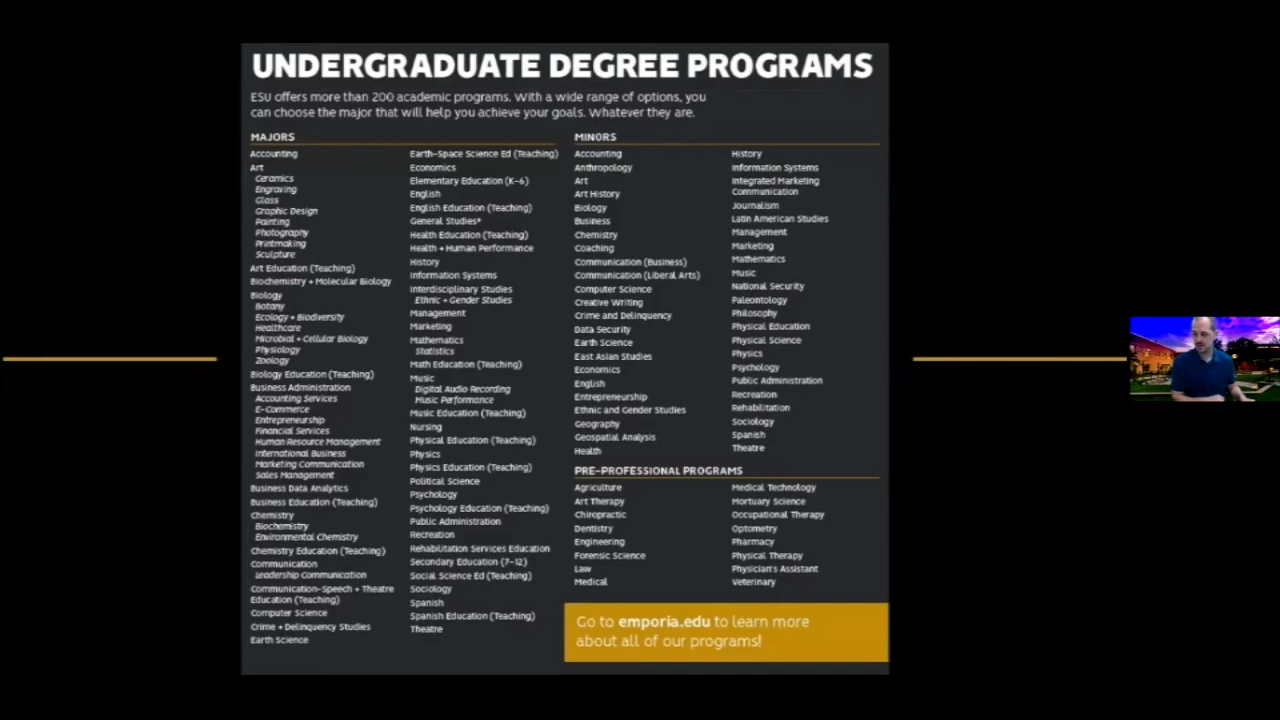 UNDERGRADUATE DEGREE PROGRAMS
ESU offers more than 200 academic programs. With a wide range of options, you
can choose the major that will help you achieve your goals. Whatever they are.
MAJORS
Accounting
Art
Ceramics
Engraving
Glass
Graphic Design
Painting
Photography
Printmaking
Sculpture
Art Education (Teaching)
Biochemistry + Molecular Biology
Biology
Botany
Ecology + Biodiversity
Healthcare
Microbial + Cellular Biology
Physiology
Zoology
Biology Education (Teaching)
Business Administration
Accounting Services
E-Commerce
Entrepreneurship
Financial Services
Human Resource Management
International Business
Marketing Communication
Sales Management
Business Data Analytics
Business Education (Teaching)
Chemistry
Biochemistry
Environmental Chemistry
Chemistry Education (Teaching)
Communication
Leadership Communication
Communication-Speech + Theatre
Education (Teaching)
Computer Science
Crime + Delinquency Studies
Earth Science
Earth-Space Science Ed (Teaching)
Economics
Elementary Education (K-6)
English
English Education (Teaching)
General Studies*
Health Education (Teaching)
Health + Human Performance
History
Information Systems
Interdisciplinary Studies
Ethnic + Gender Studies
Management
Marketing
Mathematics
Statistics
Math Education (Teaching)
Music
Digital Audio Recording
Music Performance
Music Education (Teaching)
Nursing
Physical Education (Teaching)
Physics
Physics Education (Teaching)
Political Science
Psychology
Psychology Education (Teaching)
Public Administration
Recreation
Rehabilitation Services Education
Secondary Education (7-12)
Social Science Ed (Teaching)
Sociology
Spanish
Spanish Education (Teaching)
Theatre
MINORS
Accounting
Anthropology
Art
Art History
Biology
Business
Chemistry
Coaching
Communication (Business)
Communication (Liberal Arts)
Computer Science
Creative Writing
Crime and Delinquency
Data Security
Earth Science
East Asian Studies
Economics
English
Entrepreneurship
Ethnic and Gender Studies
Geography
Geospatial Analysis
Health
History
Information Systems
Integrated Marketing
Communication
Journalism
Latin American Studies
Management
Marketing
Mathematics
Music
National Security
Paleontology
Philosophy
Physical Education
Physical Science
Physics
Psychology
Public Administration
Recreation
Rehabilitation
Sociology
Spanish
Theatre
PRE-PROFESSIONAL PROGRAMS
Agriculture
Art Therapy
Chiropractic
Dentistry
Engineering
Forensic Science
Law
Medical
Medical Technology
Mortuary Science
Occupational Therapy
Optometry
Pharmacy
Physical Therapy
Physician's Assistant
Veterinary
Go to emporia.edu to learn more
about all of our programs!